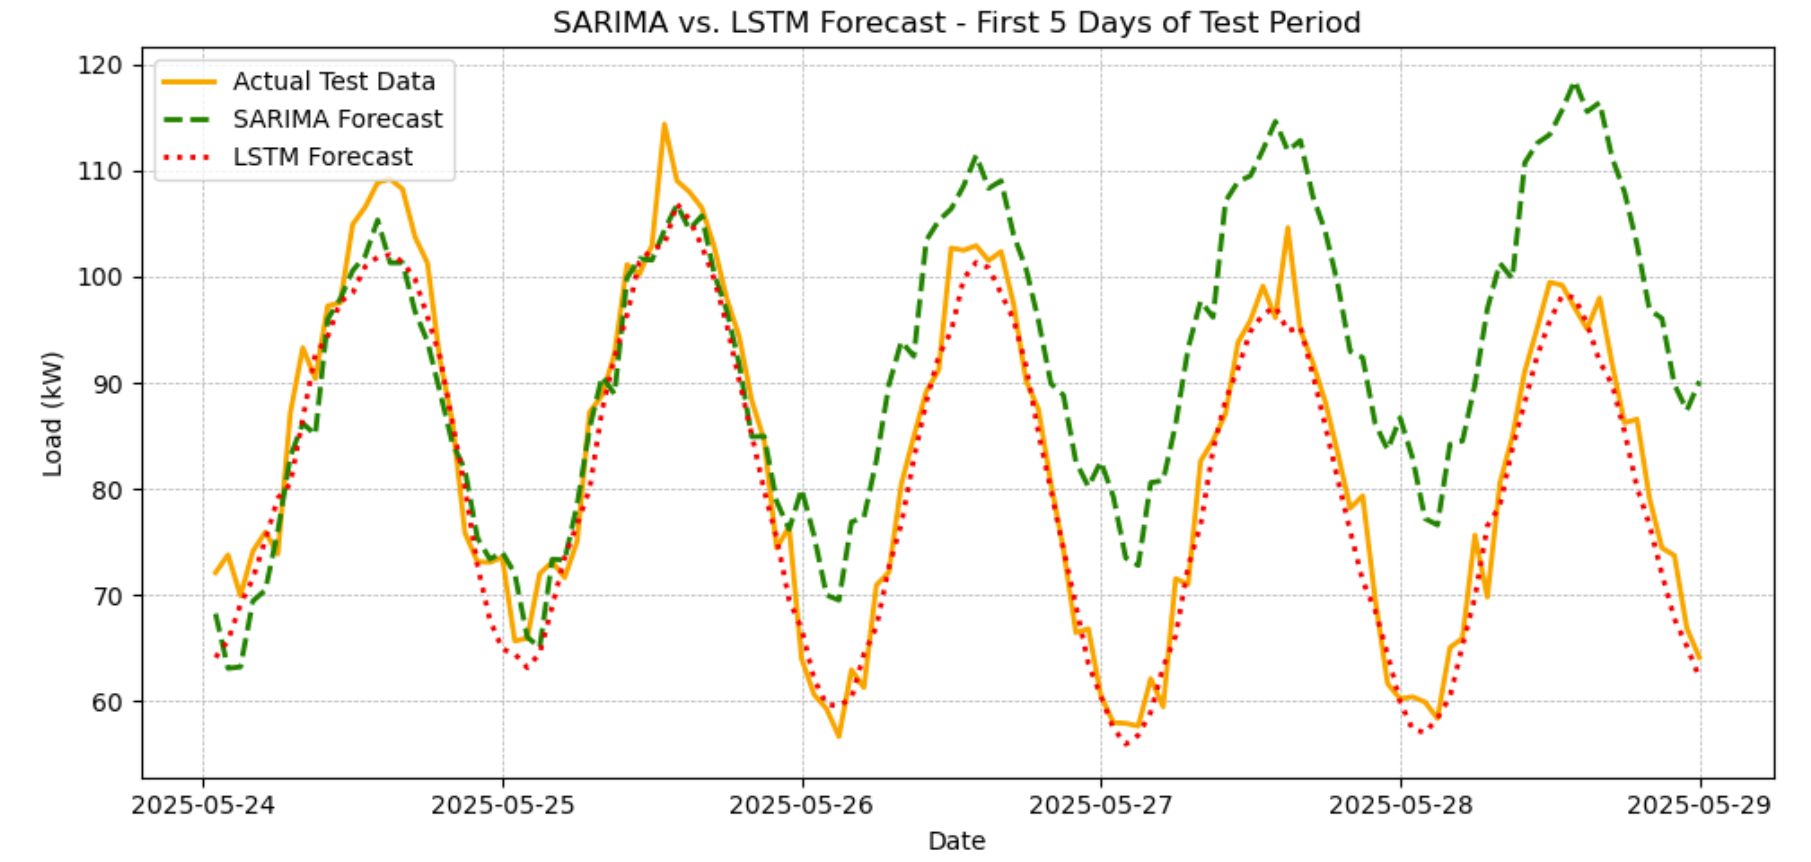 SARIMA vs. LSTM Forecast - First 5 Days of Test Period
Actual Test Data
SARIMA Forecast
LSTM Forecast
Load (kW)
120
110
100
90
80
70
60
2025-05-24
2025-05-25
2025-05-26
2025-05-27
2025-05-28
2025-05-29
Date